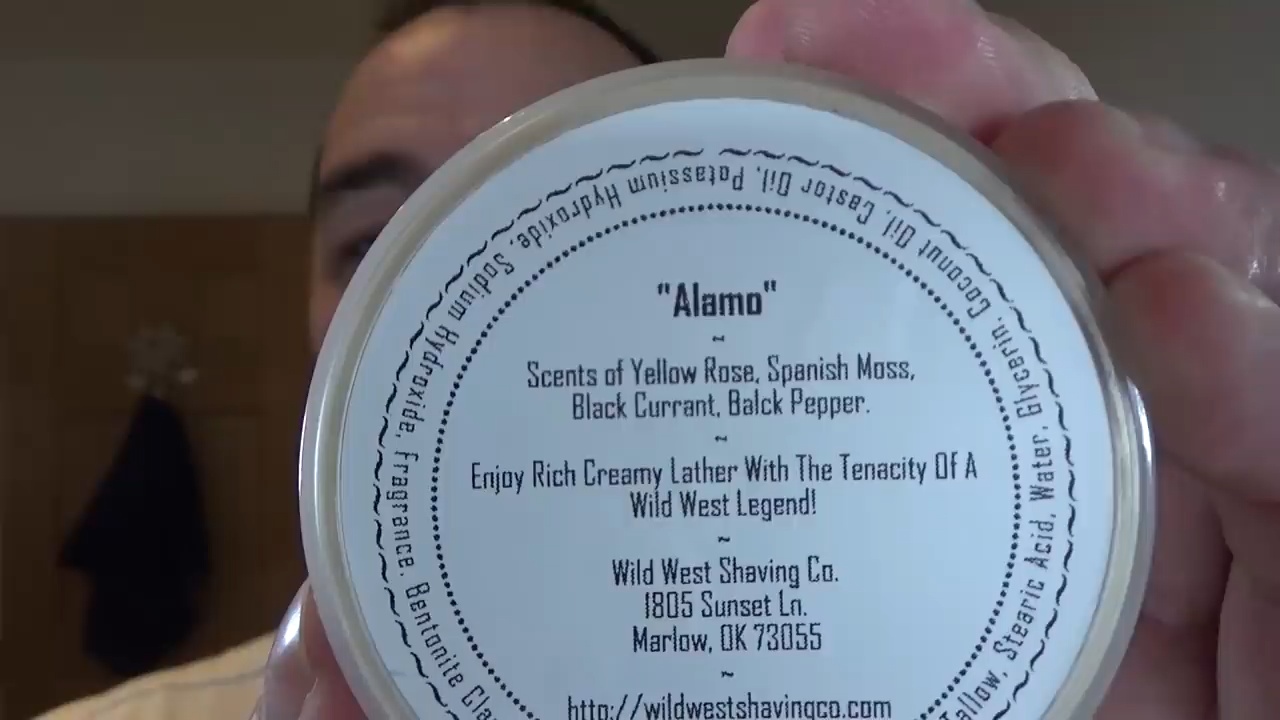 "Alamo"
~
Scents of Yellow Rose, Spanish Moss,
Black Currant, Balck Pepper.
~
Enjoy Rich Creamy Lather With The Tenacity Of A
Wild West Legend!
~
Wild West Shaving Co.
1805 Sunset Ln.
Marlow, OK 73055
~
http://wildwestshavingco.com
Tallow, Stearic Acid, Water, Glycerin, Coconut Oil, Castor Oil, Potassium Hydroxide, Sodium Hydroxide, Fragrance, Bentonite Cla